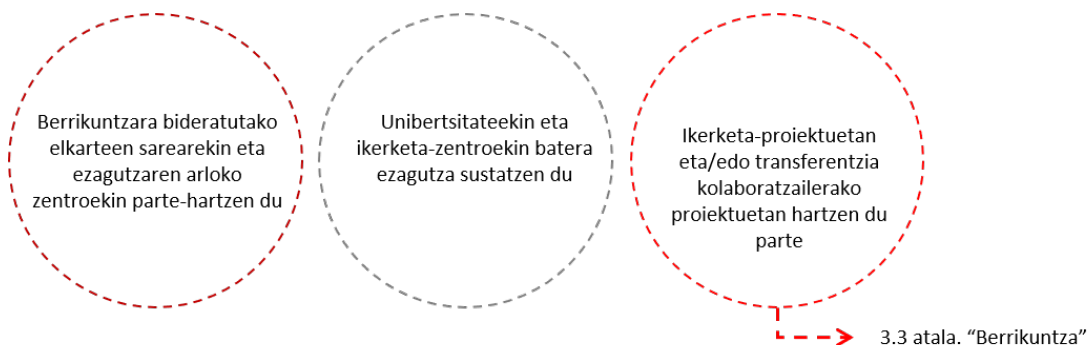 Berrikuntzara bideratutako
elkarteen sarearekin eta
ezagutzaren arloko
zentroekin parte-hartzen du
Unibertsitateekin eta
ikerketa-zentroekin batera
ezagutza sustatzen du
Ikerketa-proiektuetan
eta/edo transferentzia
kolaboratzailerako
proiektuetan hartzen du
parte
3.3 atala. “Berrikuntza”